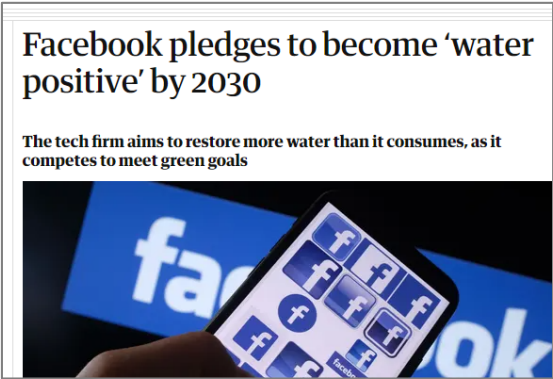 Facebook pledges to become ‘water
positive’ by 2030
The tech firm aims to restore more water than it consumes, as it
competes to meet green goals
f
f
f
f
f
f
f
f
f
f
facebook
ok